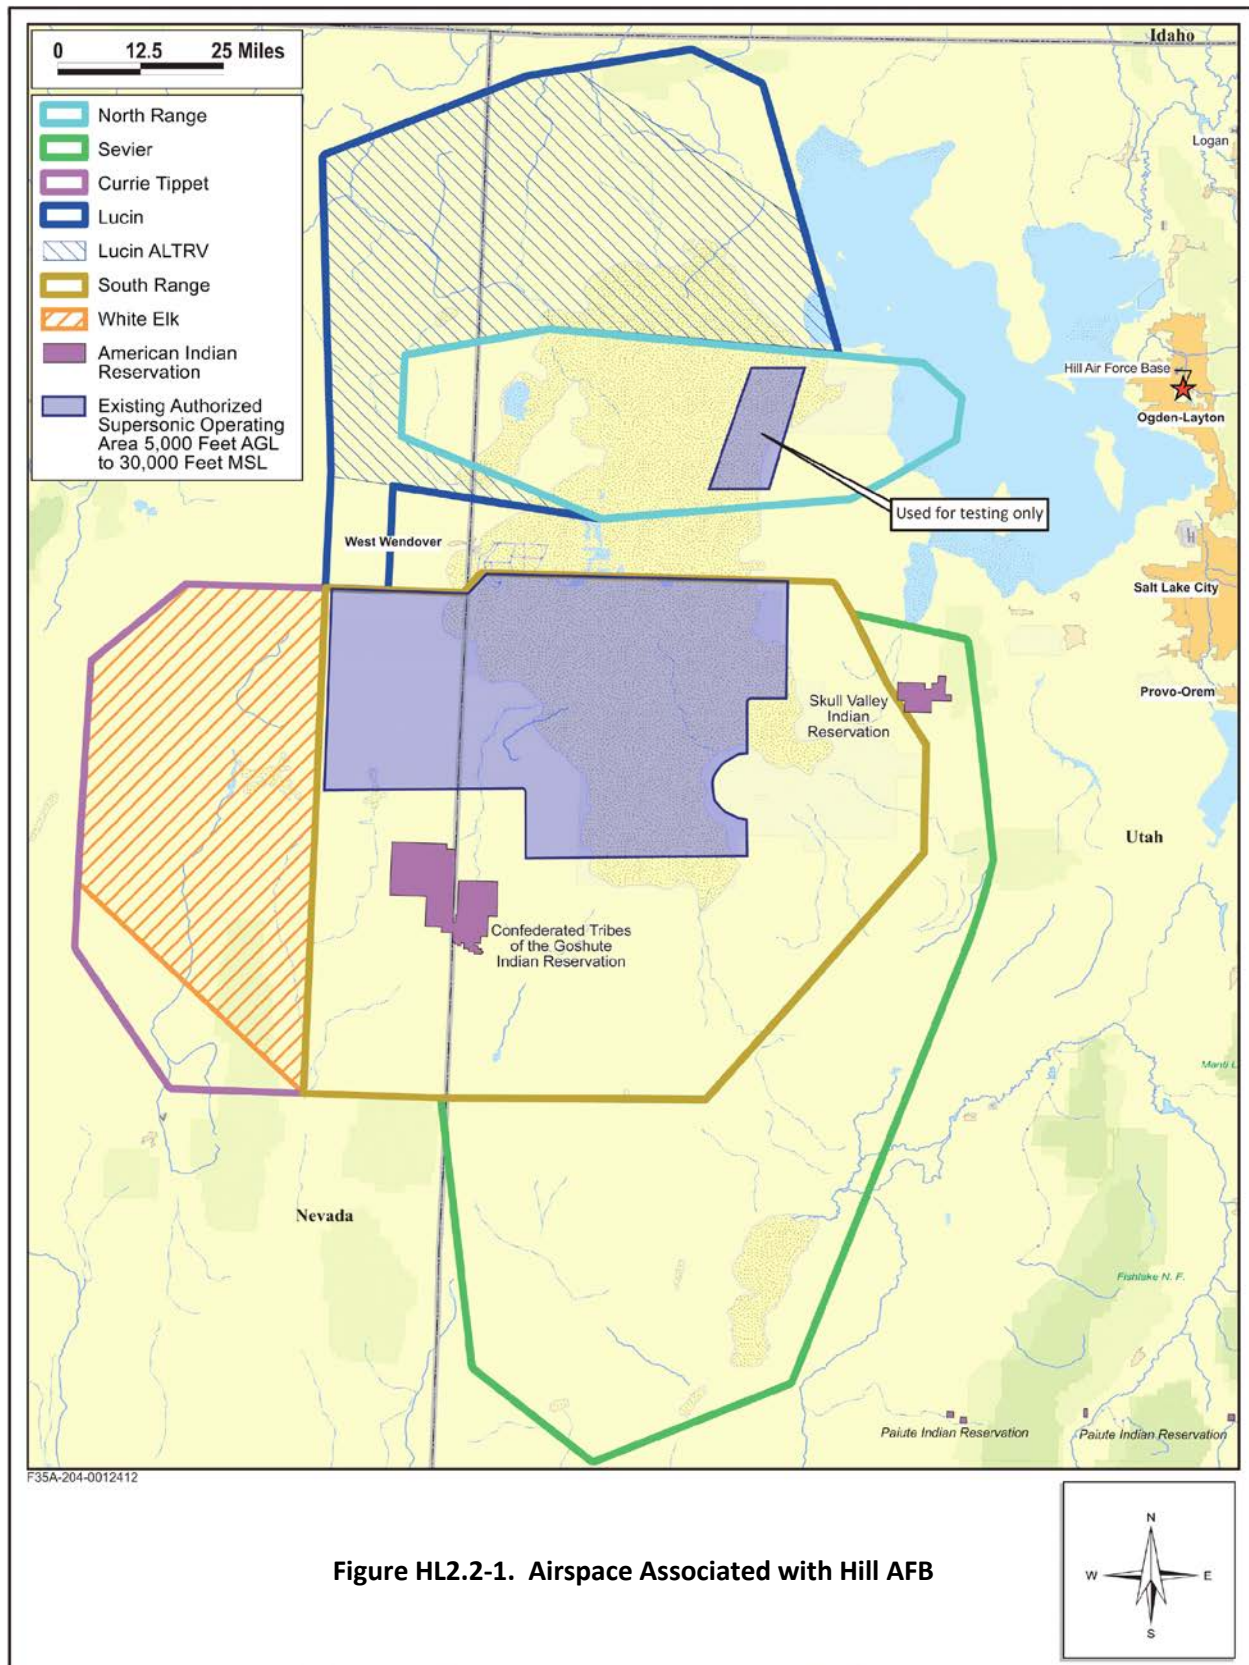 Idaho
0 12.5 25 Miles
North Range
Sevier
Currie Tippet
Lucin
Lucin ALTRV
South Range
White Elk
American Indian
Reservation
Existing Authorized
Supersonic Operating
Area 5,000 Feet AGL
to 30,000 Feet MSL
Logan
Hill Air Force Base
Ogden-Layton
Used for testing only
West Wendover
Salt Lake City
Provo-Orem
Skull Valley
Indian
Reservation
Utah
Confederated Tribes
of the Goshute
Indian Reservation
Manti L
Nevada
Fishlake N. F.
Paiute Indian Reservation
Paiute Indian Reservation
F35A-204-0012412
Figure HL2.2-1. Airspace Associated with Hill AFB
N
W E
S